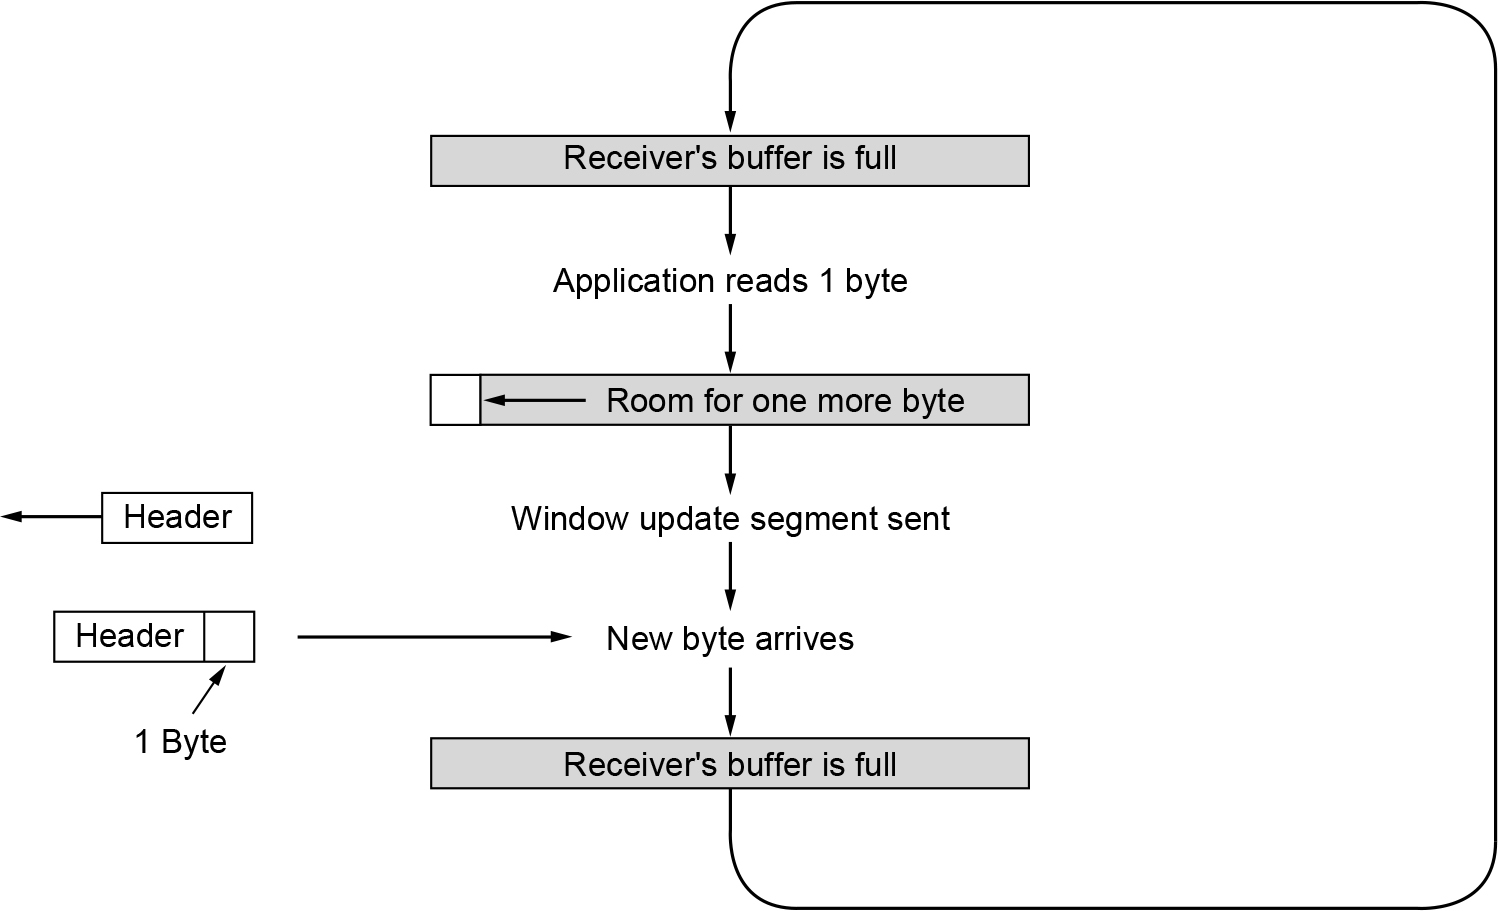 Receiver's buffer is full
Application reads 1 byte
Room for one more byte
Header
Window update segment sent
Header
New byte arrives
1 Byte
Receiver's buffer is full